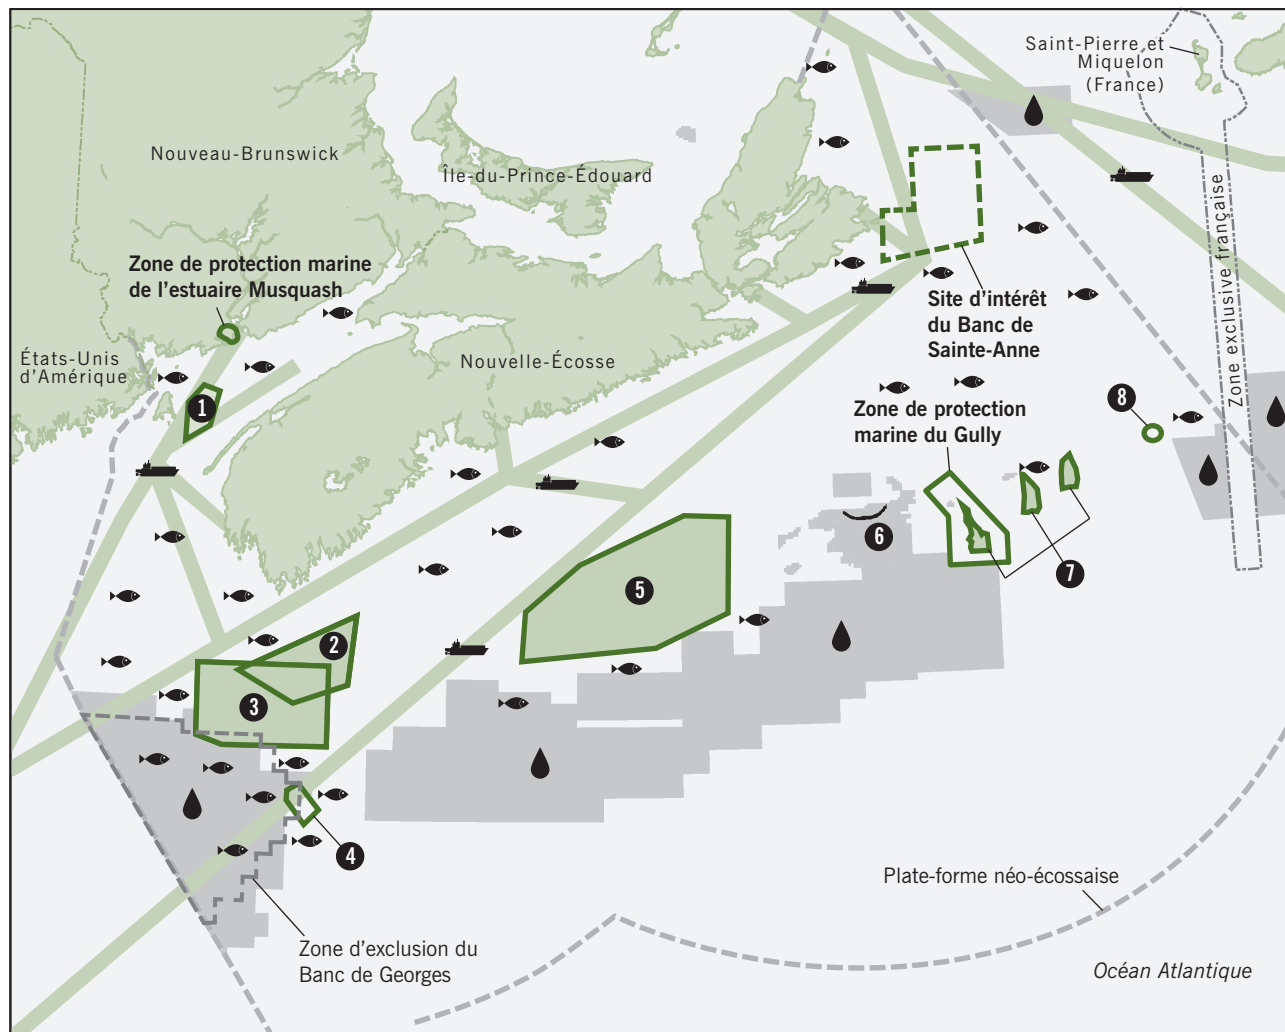 Saint-Pierre et
Miquelon
(France)
Nouveau-Brunswick
Île-du-Prince-Édouard
Zone exclusive française
Zone de protection marine
de l'estuaire Musquash
Site d'intérêt
du Banc de
Sainte-Anne
États-Unis
d'Amérique
Nouvelle-Écosse
1
8
Zone de protection
marine du Gully
6
7
5
2
3
4
Plate-forme néo-écossaise
Zone d'exclusion du
Banc de Georges
Océan Atlantique